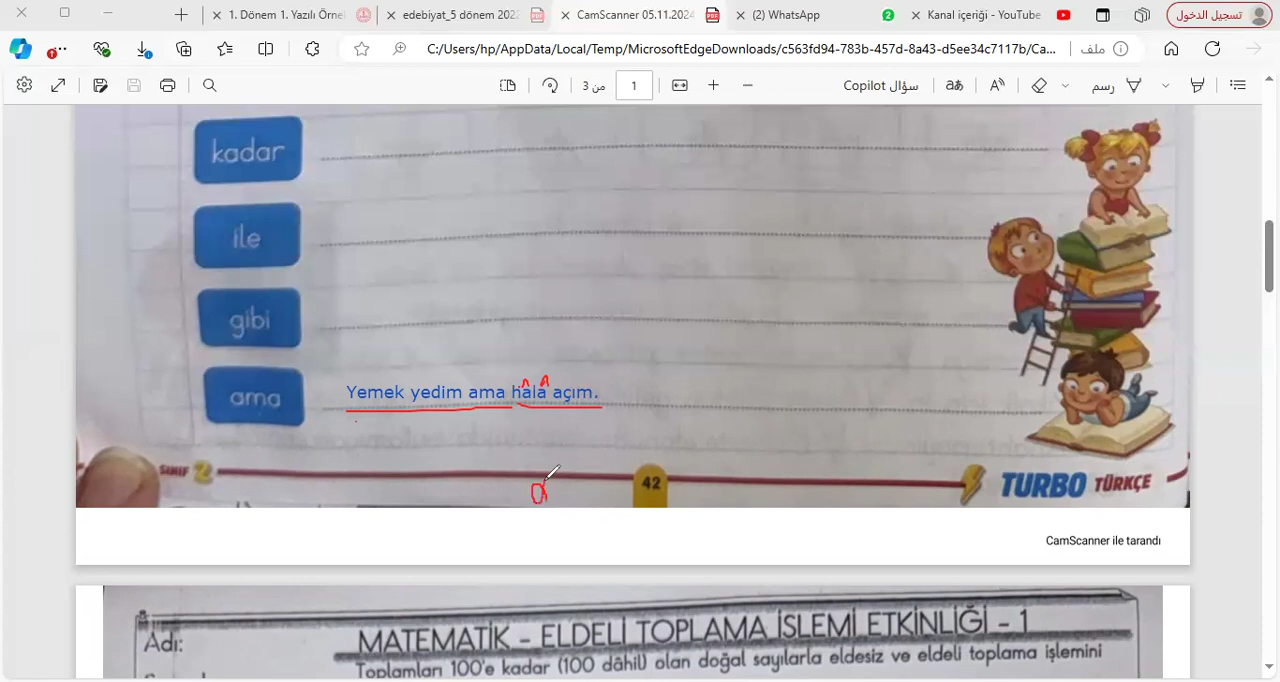 1. Dönem 1. Yazılı Örne
edebiyat_5 dönem 202
CamScanner 05.11.2024
(2) WhatsApp
2
Kanal içeriği - YouTube
تسجيل الدخول
C:/Users/hp/AppData/Local/Temp/MicrosoftEdgeDownloads/c563fd94-783b-457d-8a43-d5ee34c7117b/Ca...
ملف
من 3
1
سؤال Copilot
رسم
kadar
ile
gibi
ama
Yemek yedim ama hala açım.
a
SINIF 2
42
TURBO TÜRKÇE
CamScanner ile tarandı
Adı:
MATEMATİK - ELDELİ TOPLAMA İŞLEMİ ETKİNLİĞİ - 1
Toplamları 100'e kadar (100 dâhil) olan doğal sayılarla eldesiz ve eldeli toplama işlemini